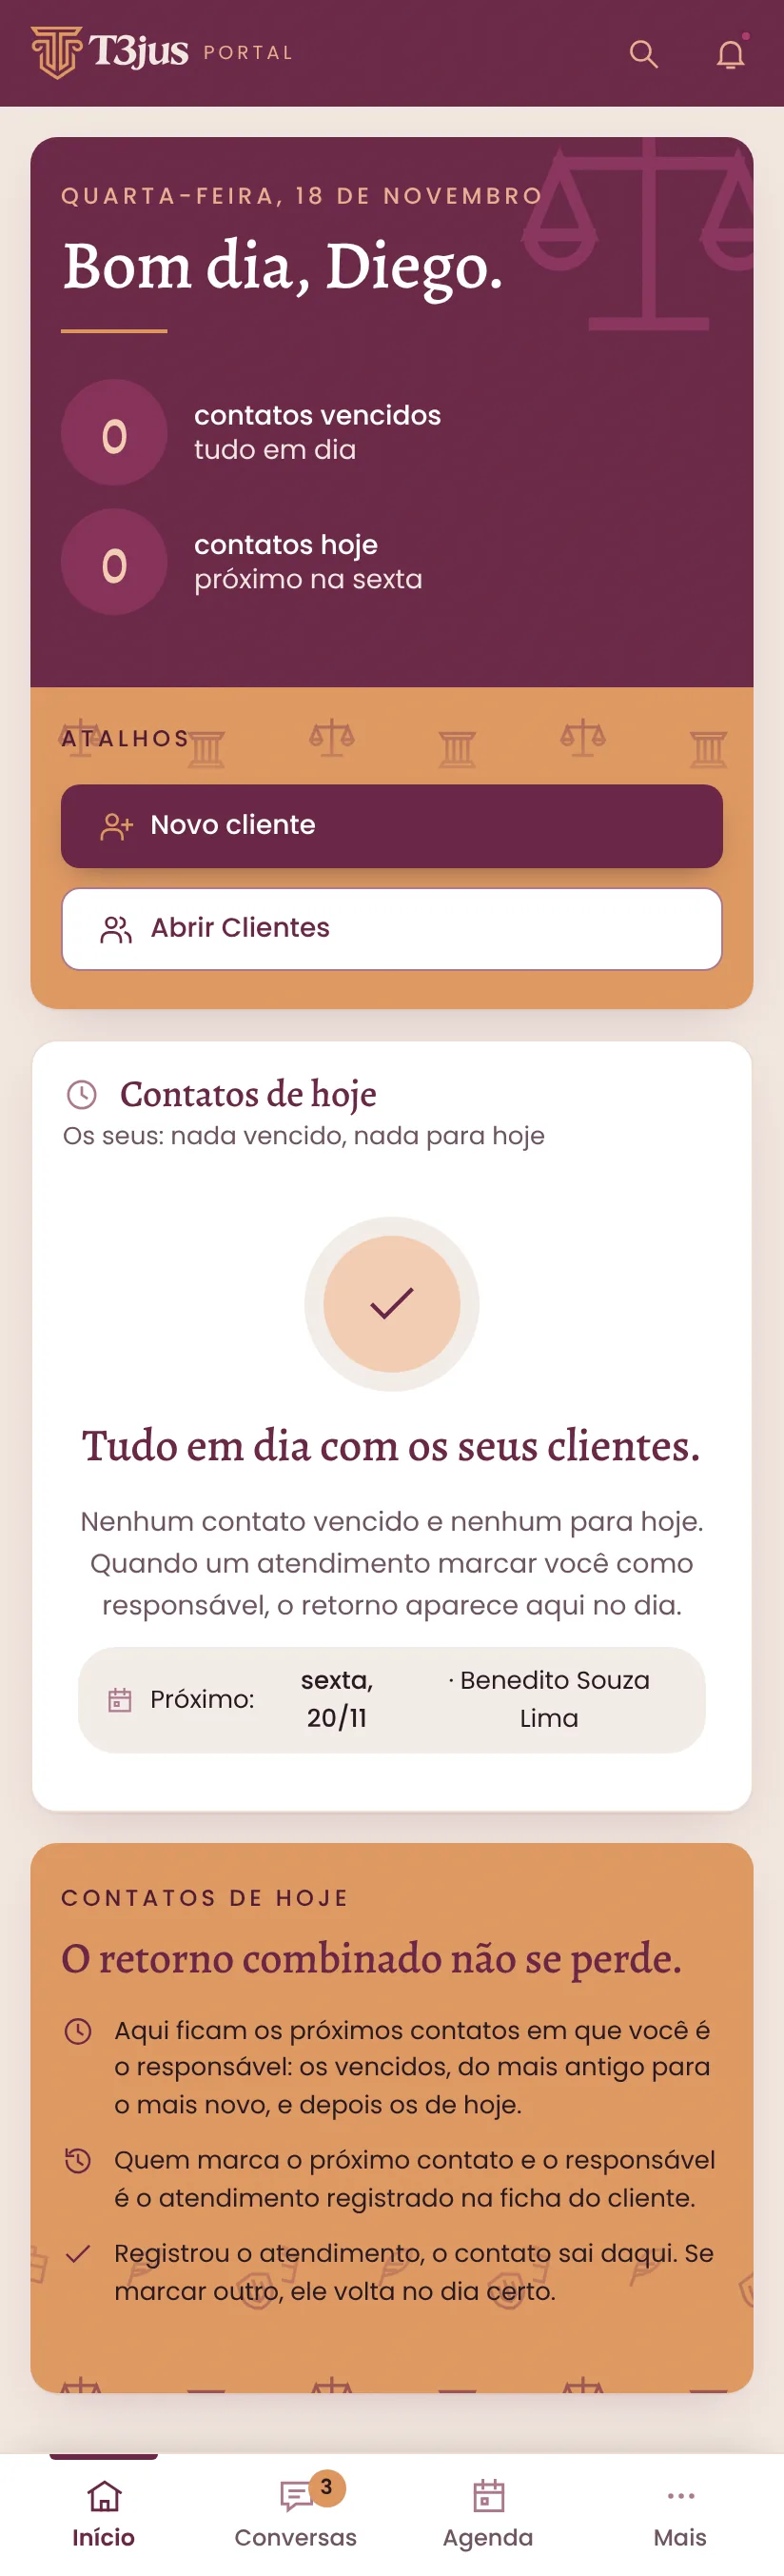 T3jus PORTAL
QUARTA-FEIRA, 18 DE NOVEMBRO
Bom dia, Diego.
0
contatos vencidos
tudo em dia
0
contatos hoje
próximo na sexta
ATALHOS
Novo cliente
Abrir Clientes
Contatos de hoje
Os seus: nada vencido, nada para hoje
Tudo em dia com os seus clientes.
Nenhum contato vencido e nenhum para hoje.
Quando um atendimento marcar você como
responsável, o retorno aparece aqui no dia.
Próximo:
sexta,
20/11
· Benedito Souza
Lima
CONTATOS DE HOJE
O retorno combinado não se perde.
Aqui ficam os próximos contatos em que você é
o responsável: os vencidos, do mais antigo para
o mais novo, e depois os de hoje.
Quem marca o próximo contato e o responsável
é o atendimento registrado na ficha do cliente.
Registrou o atendimento, o contato sai daqui. Se
marcar outro, ele volta no dia certo.
3
Início
Conversas
Agenda
Mais